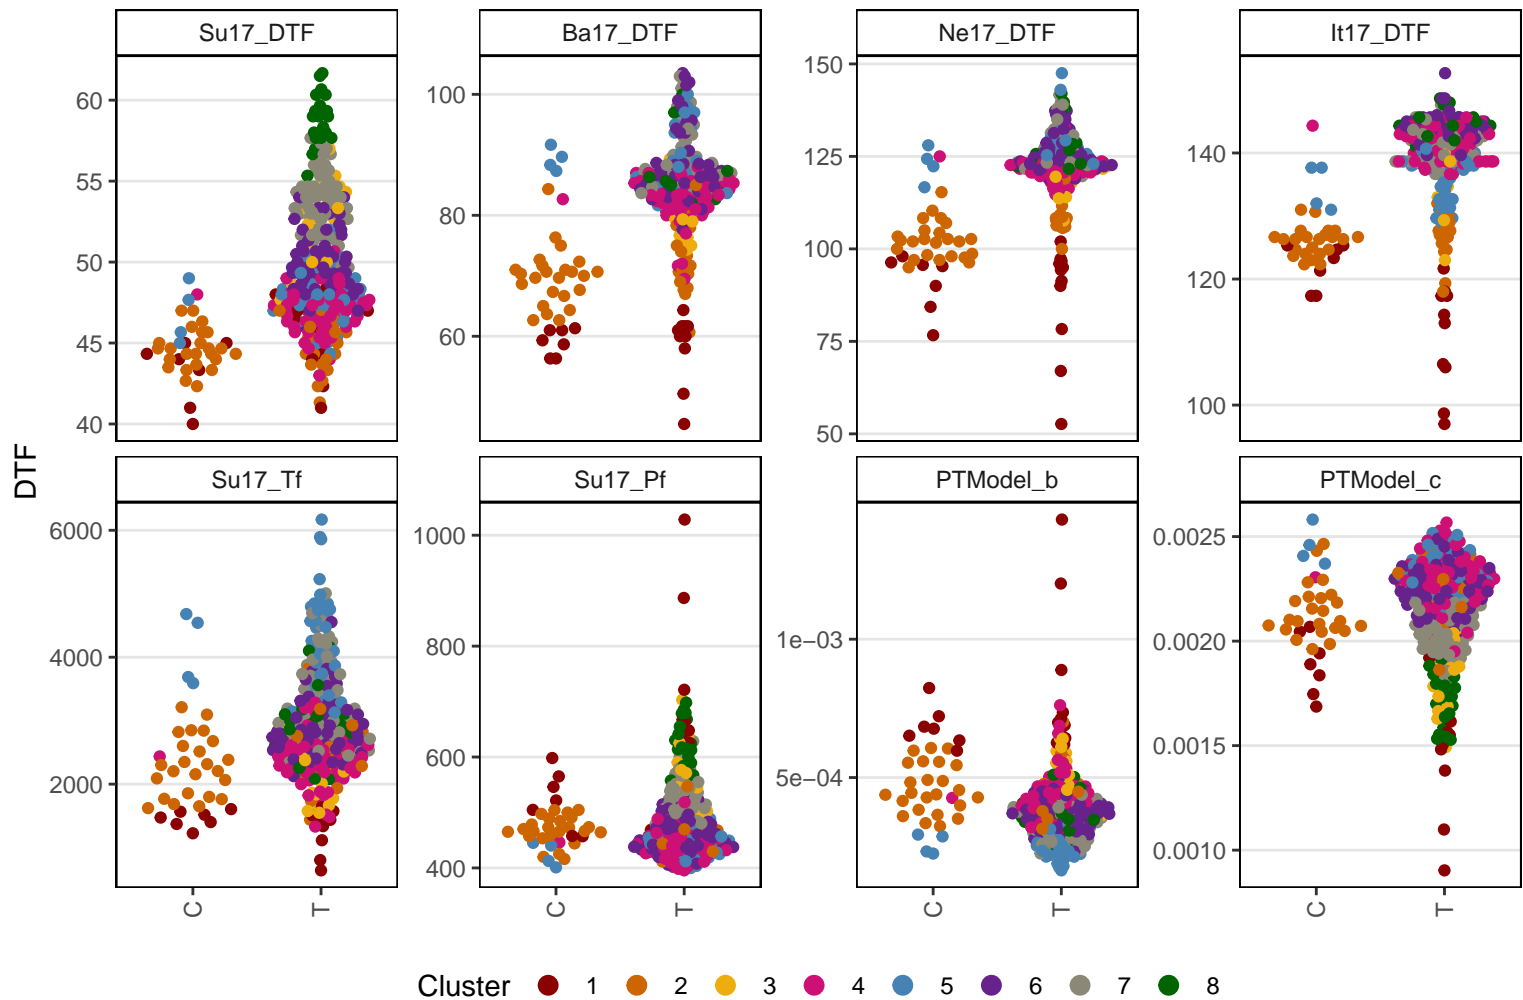 Su17_DTF
Ba17_DTF
Ne17_DTF
It17_DTF
60
55
50
45
40
100
80
60
150
125
100
75
50
140
120
100
DTF
Su17_Tf
Su17_Pf
PTModel_b
PTModel_c
6000
4000
2000
1000
800
600
400
1e−03
5e−04
0.0025
0.0020
0.0015
0.0010
C T
C T
C T
C T
Cluster 1 2 3 4 5 6 7 8